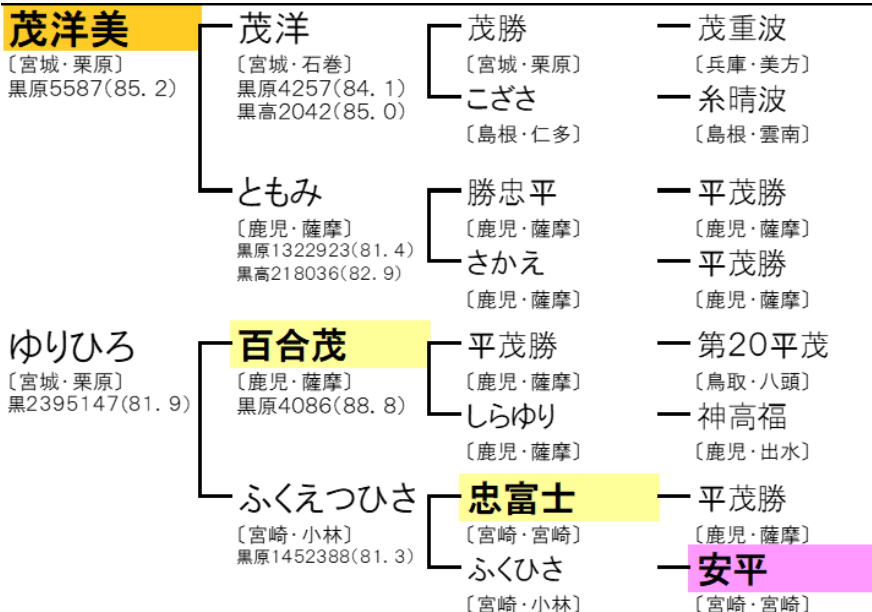 茂洋美
〔宮城・栗原〕
黒原5587(85. 2)
茂洋
〔宮城・石巻〕
黒原4257(84. 1)
黒高2042(85. 0)
茂勝
〔宮城・栗原〕
茂重波
〔兵庫・美方〕
こざさ
〔島根・仁多〕
糸晴波
〔島根・雲南〕
ともみ
〔鹿児・薩摩〕
黒原1322923(81. 4)
黒高218036(82. 9)
勝忠平
〔鹿児・薩摩〕
平茂勝
〔鹿児・薩摩〕
さかえ
〔鹿児・薩摩〕
平茂勝
〔鹿児・薩摩〕
ゆりひろ
〔宮城・栗原〕
黒2395147(81. 9)
百合茂
〔鹿児・薩摩〕
黒原4086(88. 8)
平茂勝
〔鹿児・薩摩〕
第20平茂
〔鳥取・八頭〕
しらゆり
〔鹿児・薩摩〕
神高福
〔鹿児・出水〕
ふくえつひさ
〔宮崎・小林〕
黒原1452388(81. 3)
忠富士
〔宮崎・宮崎〕
平茂勝
〔鹿児・薩摩〕
ふくひさ
〔宮崎・小林〕
安平
〔宮崎・宮崎〕